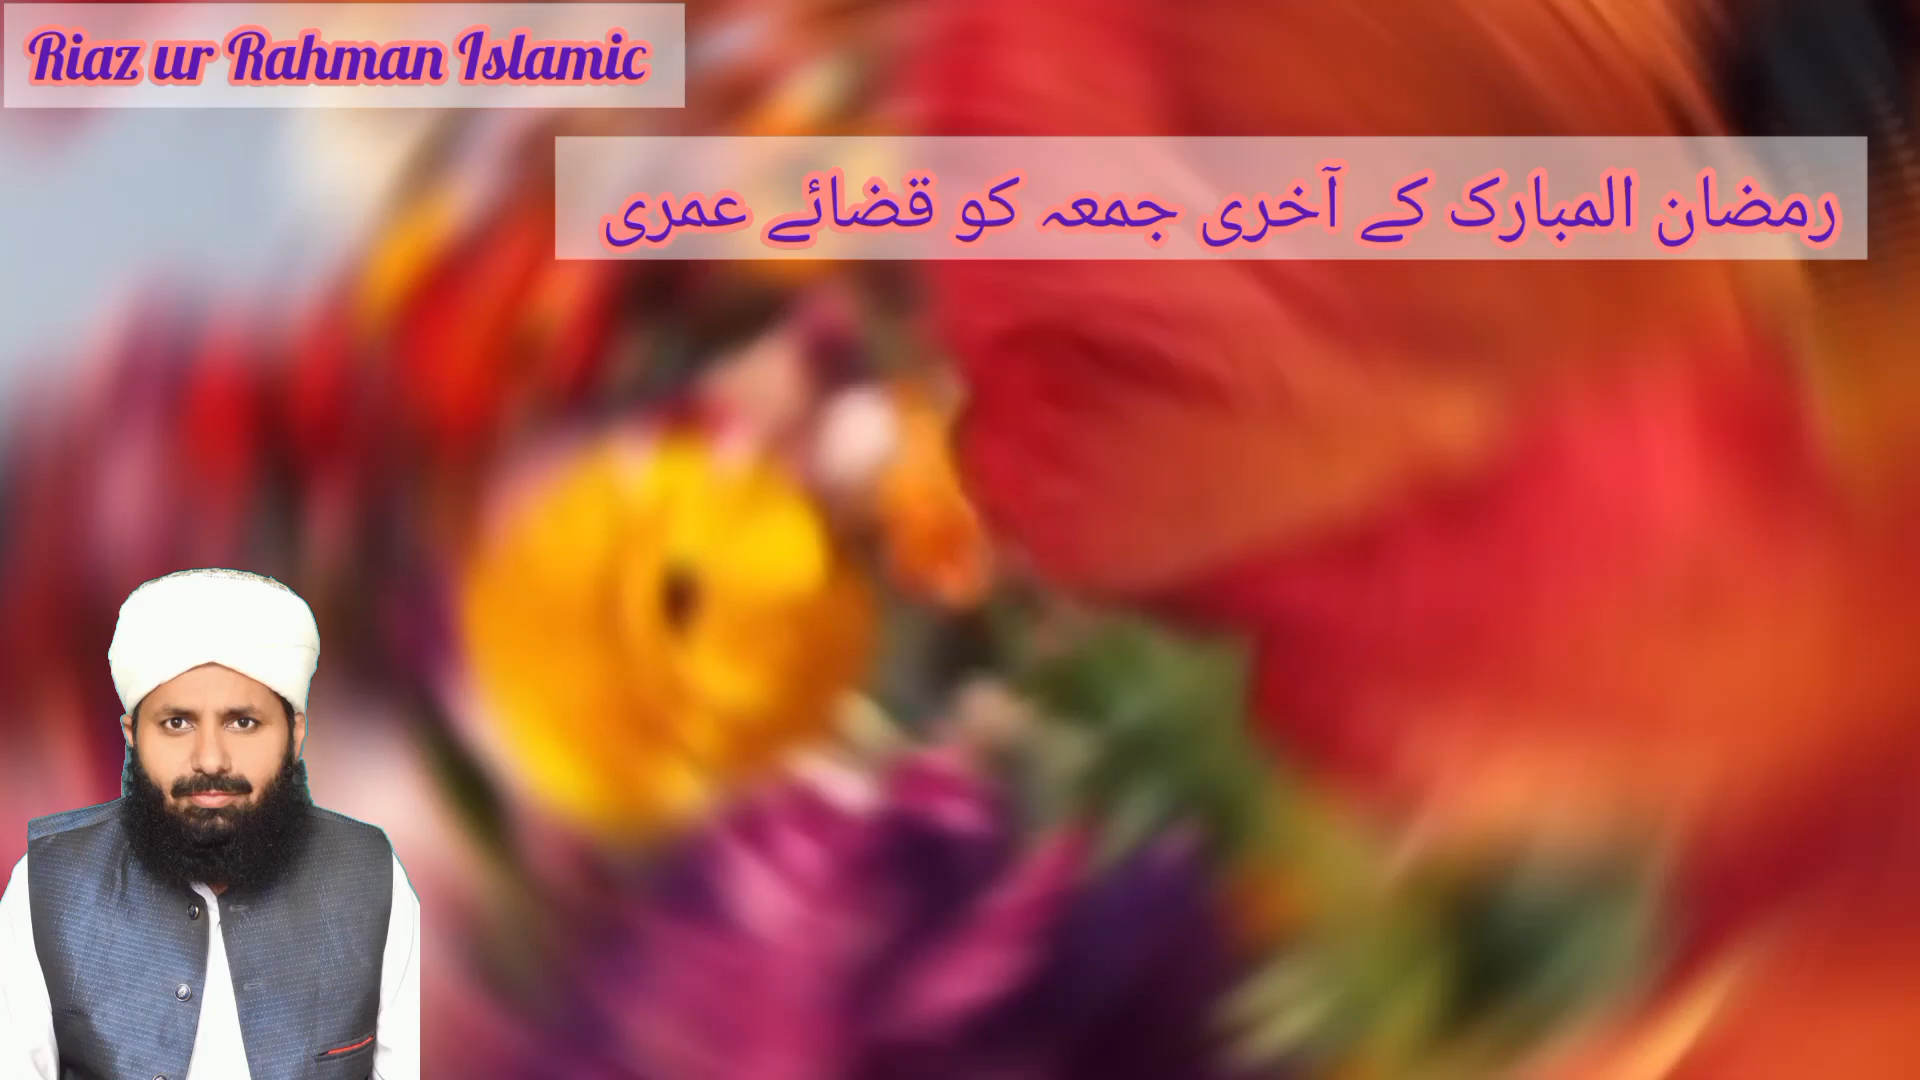 Riaz ur Rahman Islamic
رمضان المبارک کے آخری جمعہ کو قضائے عمری